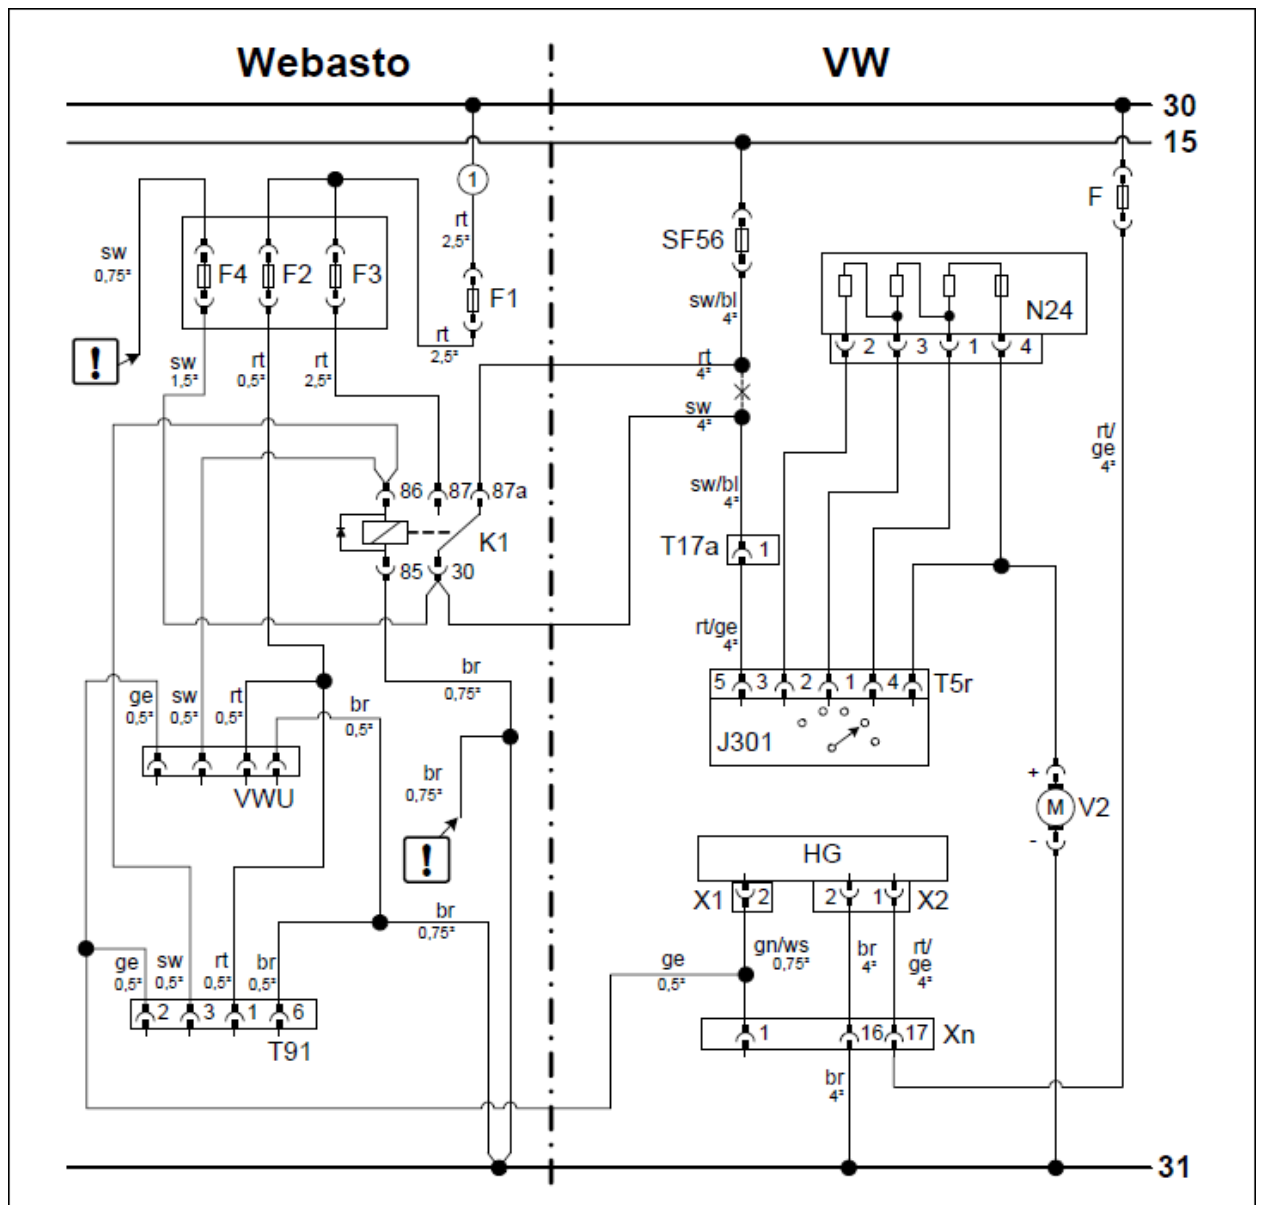 Webasto
VW
30
15
1
rt
2,5²
F
sw
0,75²
F4
F2
F3
F1
SF56
sw/bl
4²
N24
rt
2,5²
2
3
1
4
!
sw
1,5²
rt
0,5²
rt
2,5²
rt
4²
sw
4²
rt/
ge
4²
sw/bl
4²
86
87
87a
K1
T17a
1
85
30
rt/ge
4²
br
0,75²
5
3
2
1
4
T5r
J301
ge
0,5²
sw
0,5²
rt
0,5²
br
0,5²
VWU
br
0,75²
!
+
M
V2
-
HG
X1
2
2
1
X2
br
0,75²
ge
0,5²
sw
0,5²
rt
0,5²
br
0,5²
ge
0,5²
gn/ws
0,75²
br
4²
rt/
ge
4²
2
3
1
6
T91
1
16
17
Xn
br
4²
31